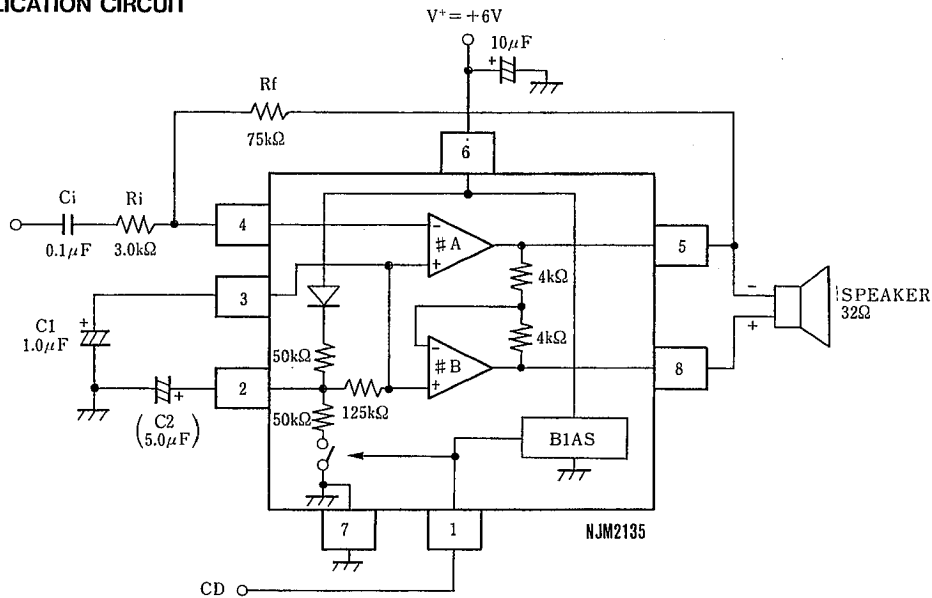 LICATION CIRCUIT
V⁺=+6V
10μF
Rf
75kΩ
6
Ci
Ri
0.1μF
3.0kΩ
4
#A
−
+
5
4kΩ
3
C1
1.0μF
+
50kΩ
4kΩ
−
+
SPEAKER
32Ω
#B
−
+
8
2
C2
(5.0μF)
+
50kΩ
125kΩ
B1AS
7
1
NJM2135
CD